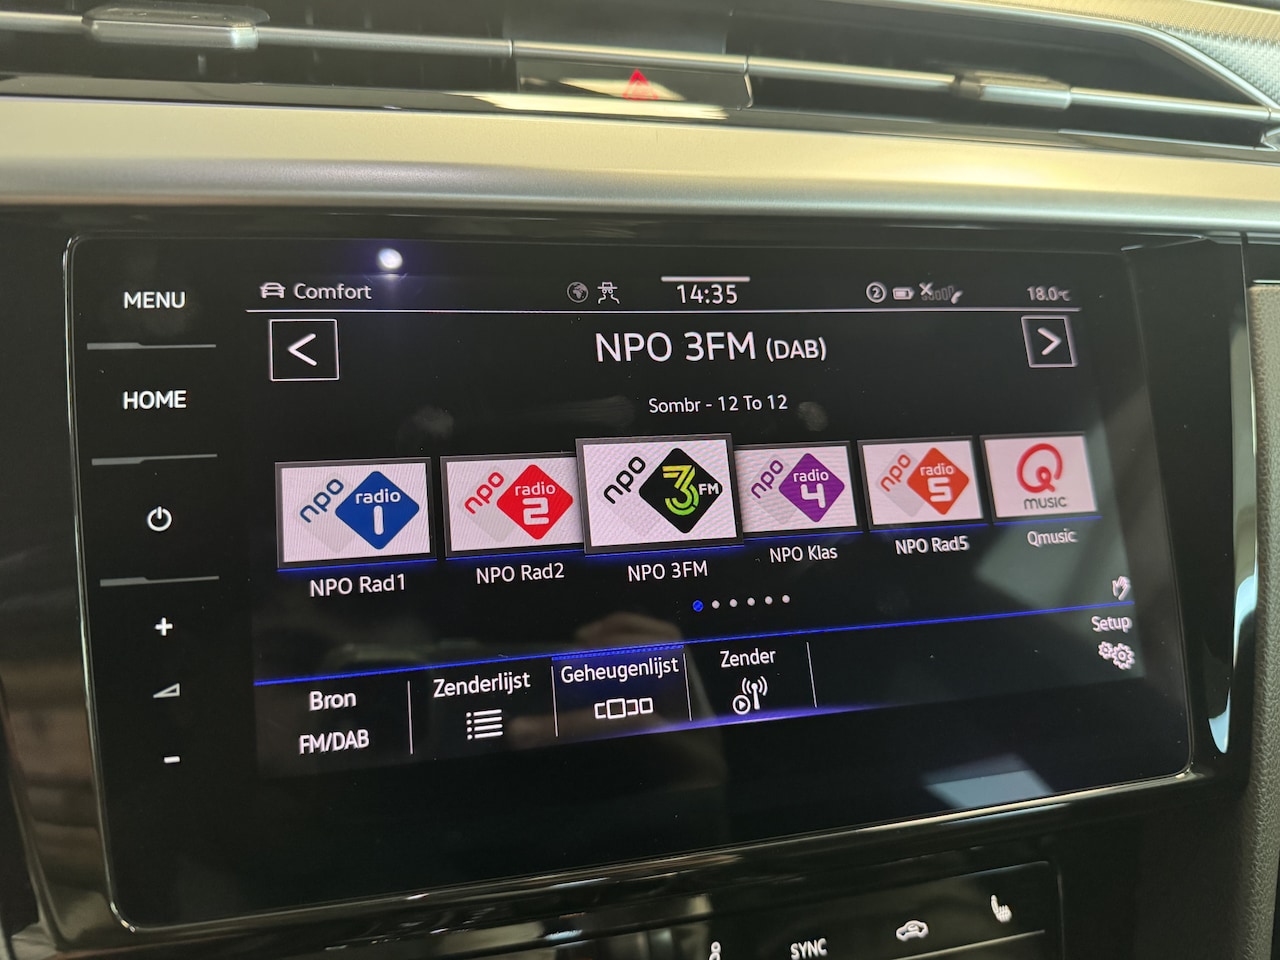 MENU
HOME
+
-
Comfort
14:35
2
18.0°C
<
NPO 3FM (DAB)
>
Sombr - 12 To 12
npo radio 1
npo radio 2
npo 3FM
npo radio 4
npo radio 5
Q MUSIC
NPO Rad1
NPO Rad2
NPO 3FM
NPO Klas
NPO Rad5
Qmusic
Setup
Bron
FM/DAB
Zenderlijst
Geheugenlijst
Zender
SYNC